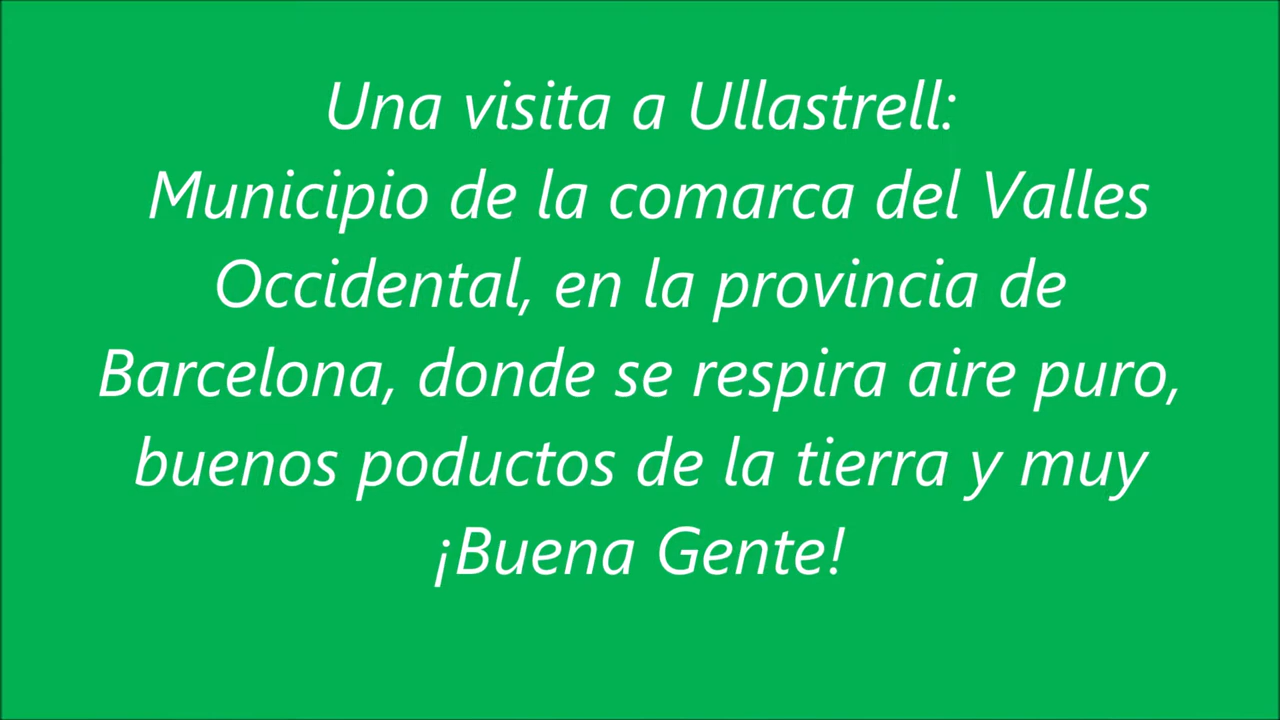 Una visita a Ullastrell:
Municipio de la comarca del Valles
Occidental, en la provincia de
Barcelona, donde se respira aire puro,
buenos poductos de la tierra y muy
¡Buena Gente!